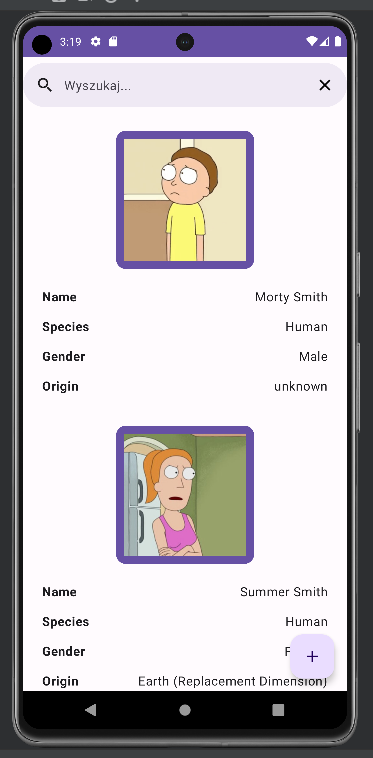 3:19
Wyszukaj...
Name Morty Smith
Species Human
Gender Male
Origin unknown
Name Summer Smith
Species Human
Gender
Origin Earth (Replacement Dimension)
+